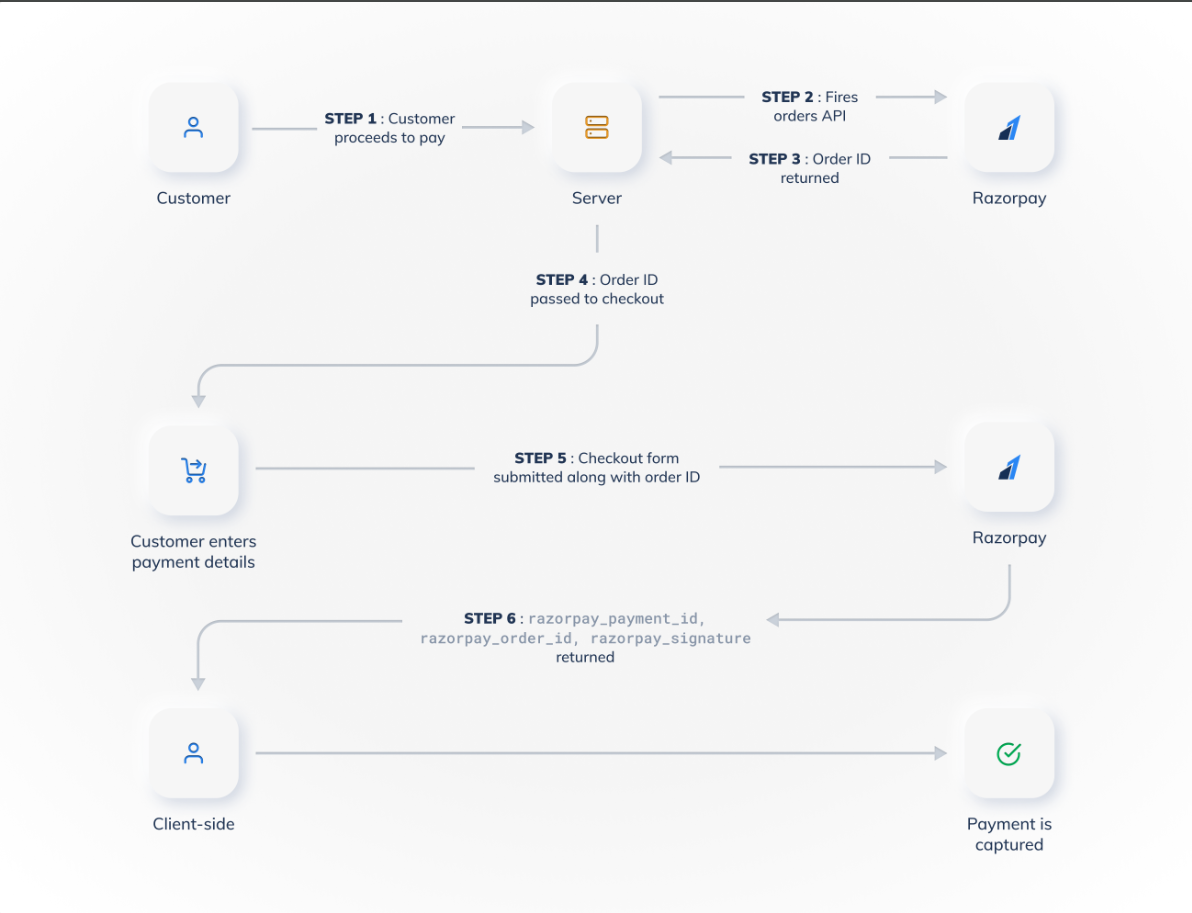 STEP 1 : Customer
proceeds to pay
STEP 2 : Fires
orders API
STEP 3 : Order ID
returned
Customer
Server
Razorpay
STEP 4 : Order ID
passed to checkout
STEP 5 : Checkout form
submitted along with order ID
Customer enters
payment details
Razorpay
STEP 6 : razorpay_payment_id,
razorpay_order_id, razorpay_signature
returned
Client-side
Payment is
captured